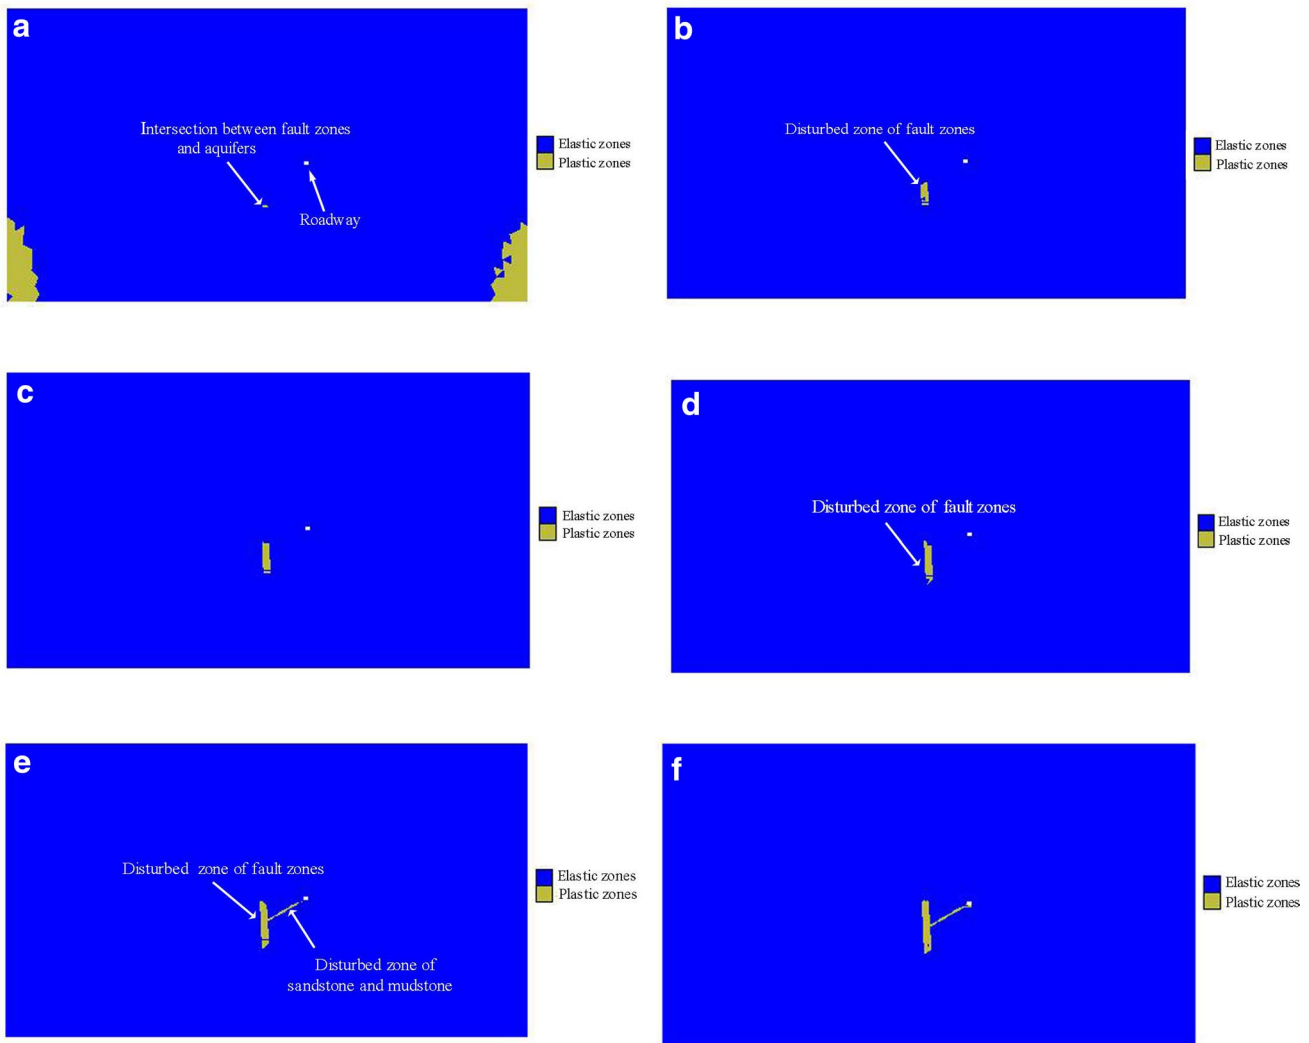 a
Intersection between fault zones
and aquifers
Roadway
Elastic zones
Plastic zones
b
Disturbed zone of fault zones
Elastic zones
Plastic zones
c
Elastic zones
Plastic zones
d
Disturbed zone of fault zones
Elastic zones
Plastic zones
e
Disturbed zone of fault zones
Disturbed zone of
sandstone and mudstone
Elastic zones
Plastic zones
f
Elastic zones
Plastic zones